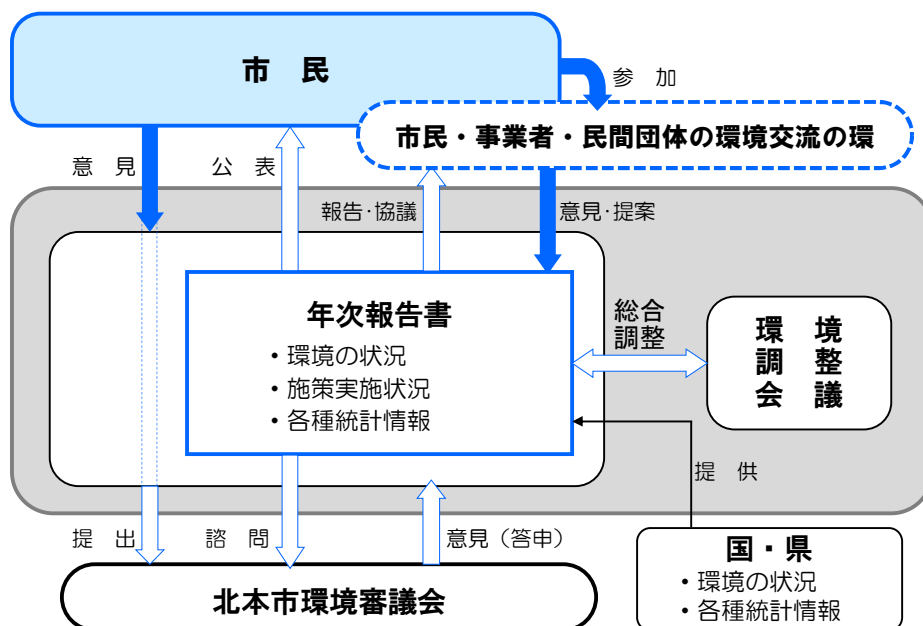 市　民
参　加
市民・事業者・民間団体の環境交流の環
意　見
公　表
報告・協議
意見・提案
年次報告書
・環境の状況
・施策実施状況
・各種統計情報
総合
調整
環　境
調　整
会　議
提　供
提　出
諮　問
意見（答申）
国・県
・環境の状況
・各種統計情報
北本市環境審議会